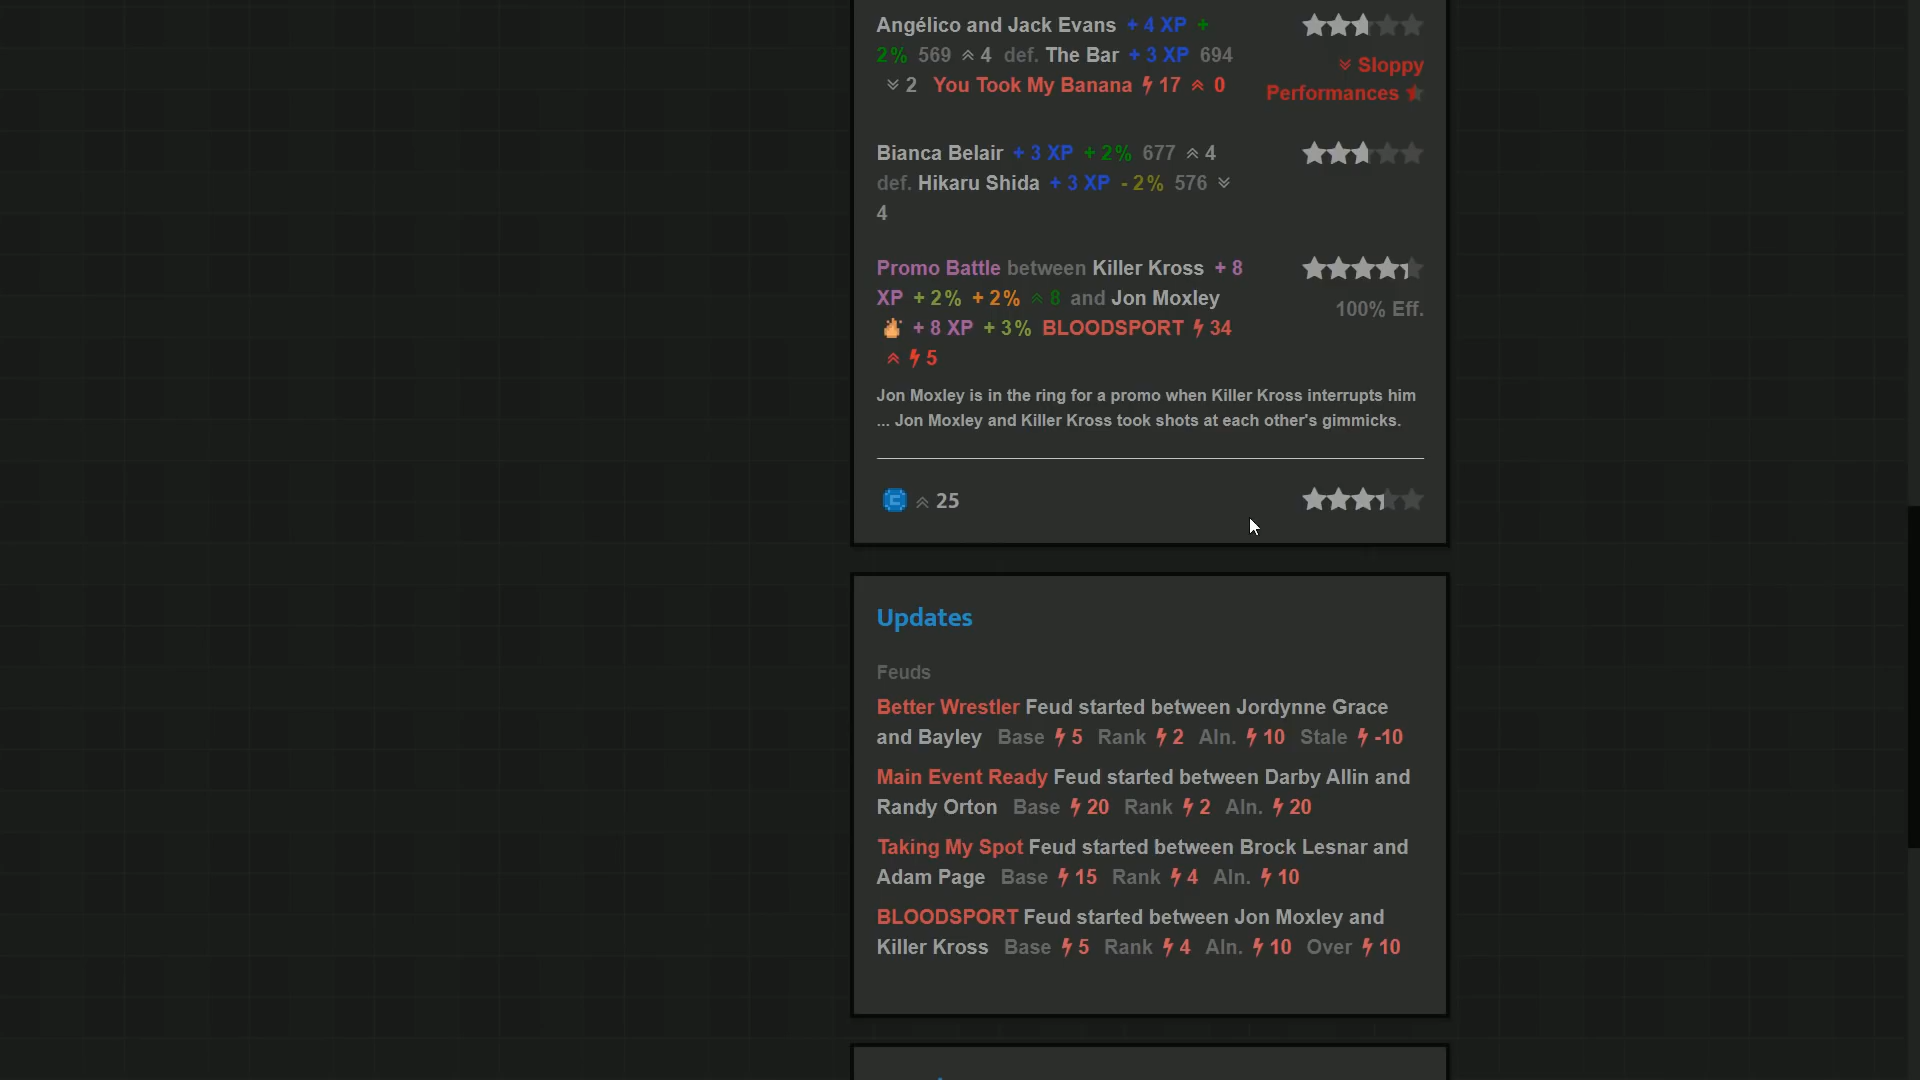 Angélico and Jack Evans + 4 XP +
2% 569 4 def. The Bar + 3 XP 694
2 You Took My Banana 17 0
Sloppy
Performances
Bianca Belair + 3 XP + 2% 677 4
def. Hikaru Shida + 3 XP - 2% 576
4
Promo Battle between Killer Kross + 8
XP + 2% + 2% 8 and Jon Moxley
+ 8 XP + 3% BLOODSPORT 34
5
100% Eff.
Jon Moxley is in the ring for a promo when Killer Kross interrupts him
... Jon Moxley and Killer Kross took shots at each other's gimmicks.
C 25
Updates
Feuds
Better Wrestler Feud started between Jordynne Grace
and Bayley Base 5 Rank 2 Aln. 10 Stale -10
Main Event Ready Feud started between Darby Allin and
Randy Orton Base 20 Rank 2 Aln. 20
Taking My Spot Feud started between Brock Lesnar and
Adam Page Base 15 Rank 4 Aln. 10
BLOODSPORT Feud started between Jon Moxley and
Killer Kross Base 5 Rank 4 Aln. 10 Over 10